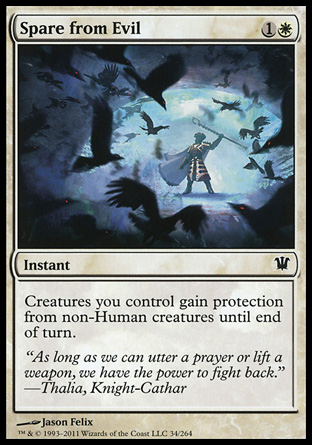 Spare from Evil 1
Instant
Creatures you control gain protection
from non-Human creatures until end
of turn.
“As long as we can utter a prayer or lift a
weapon, we have the power to fight back.”
—Thalia, Knight-Cathar
Jason Felix
™ & © 1993–2011 Wizards of the Coast LLC 34/264